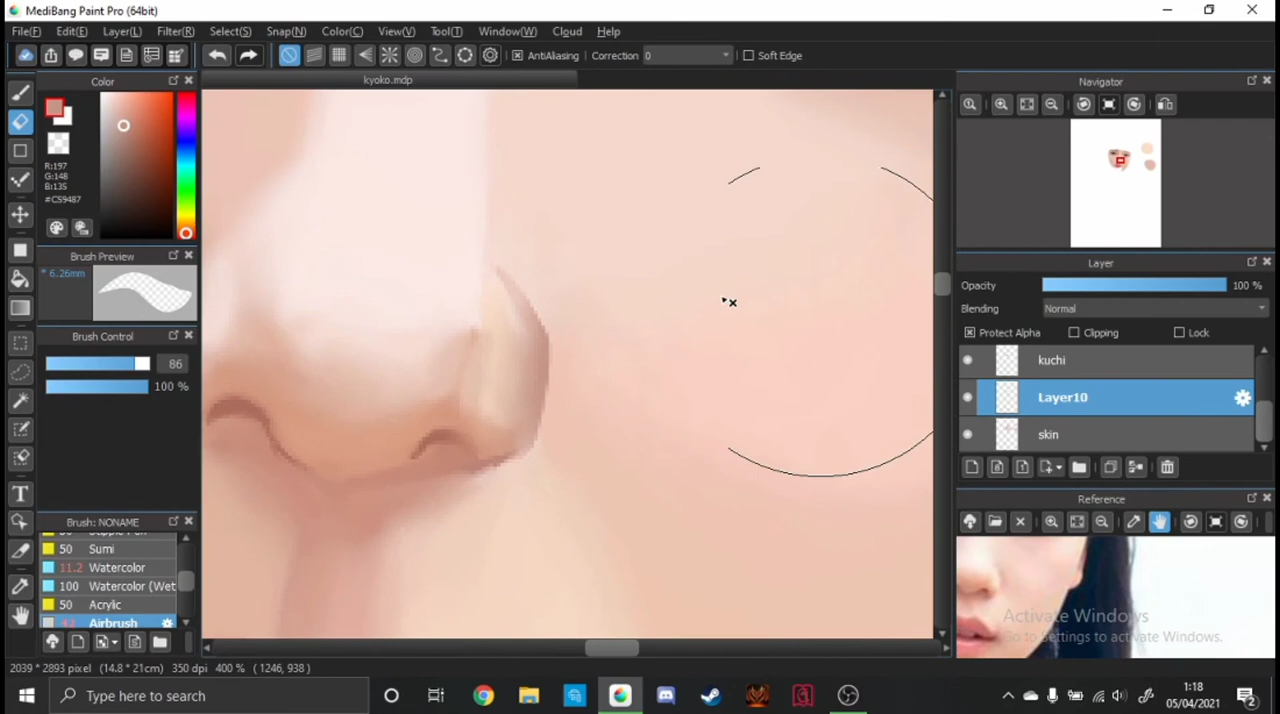 MediBang Paint Pro (64bit)
File(F) Edit(E) Layer(L) Filter(R) Select(S) Snap(N) Color(C) View(V) Tool(T) Window(W) Cloud Help
AntiAliasing Correction 0 Soft Edge
Color
kyoko.mdp
Navigator
R:197
G:148
B:135
#C59487
Brush Preview
* 6.26mm
Layer
Opacity 100 %
Blending Normal
Protect Alpha Clipping Lock
Brush Control
86
100 %
kuchi
Layer10
skin
T
Reference
Brush: NONAME
50 Sumi
11.2 Watercolor
100 Watercolor (Wet
50 Acrylic
Airbrush
Activate Windows
Go to Settings to activate Windows.
2039 * 2893 pixel (14.8 * 21cm) 350 dpi 400 % ( 1246, 938 )
Type here to search
1:18
05/04/2021
2